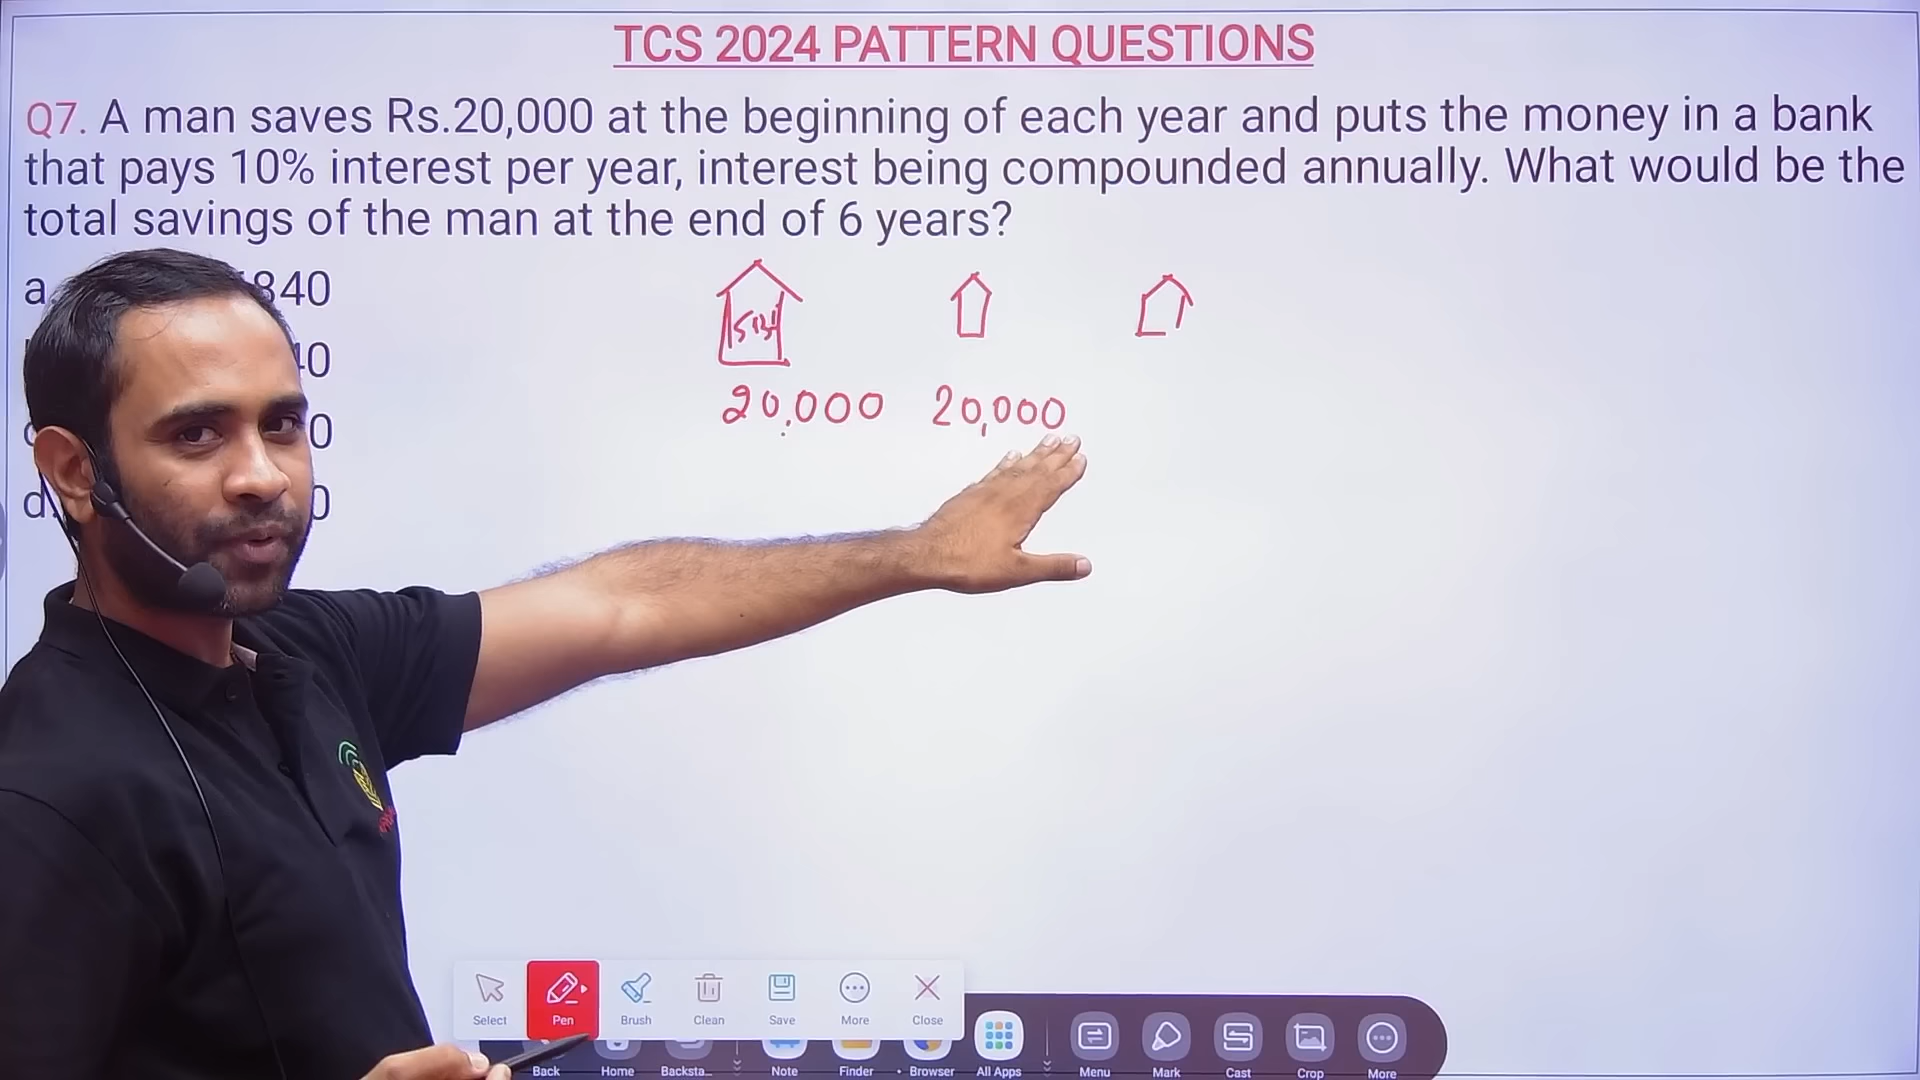 TCS 2024 PATTERN QUESTIONS
Q7. A man saves Rs.20,000 at the beginning of each year and puts the money in a bank
that pays 10% interest per year, interest being compounded annually. What would be the
total savings of the man at the end of 6 years?
a. 840
40
0
d. 0
SBI
20,000 20,000
Select Pen Brush Clean Save More Close
Back Home Backsta... Note Finder Browser All Apps Menu Mark Cast Crop More